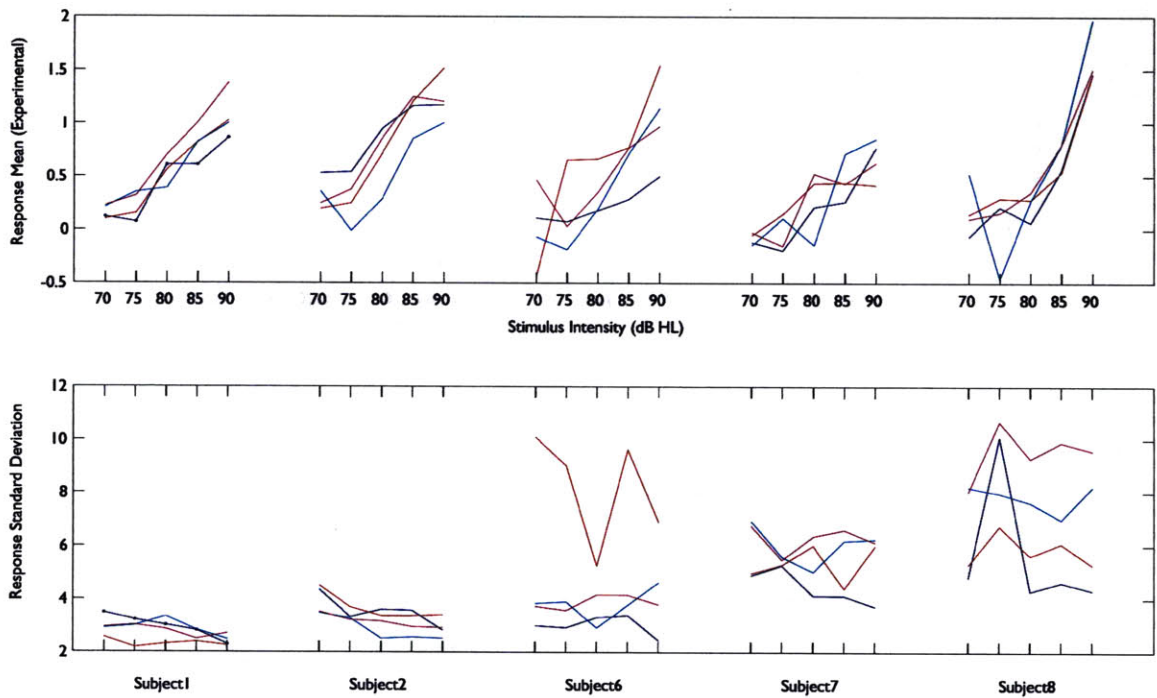 Response Mean (Experimental)
2
1.5
1
0.5
0
-0.5
70 75 80 85 90 70 75 80 85 90 70 75 80 85 90 70 75 80 85 90 70 75 80 85 90
Stimulus Intensity (dB HL)
Response Standard Deviation
12
10
8
6
4
2
Subject1 Subject2 Subject6 Subject7 Subject8